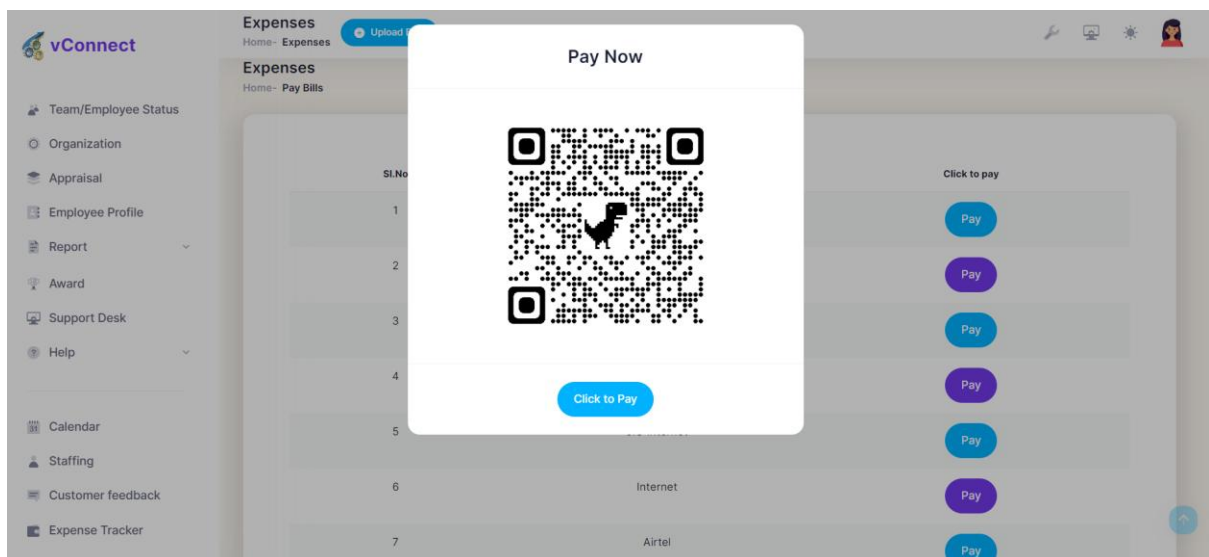 vConnect
Expenses
Home- Expenses
Upload
Expenses
Home- Pay Bills
Team/Employee Status
Organization
Appraisal
Employee Profile
Report
Award
Support Desk
Help
Calendar
Staffing
Customer feedback
Expense Tracker
Pay Now
Click to Pay
Sl.No Click to pay
1 Pay
2 Pay
3 Pay
4 Pay
5 Pay
6 Internet Pay
7 Airtel Pay